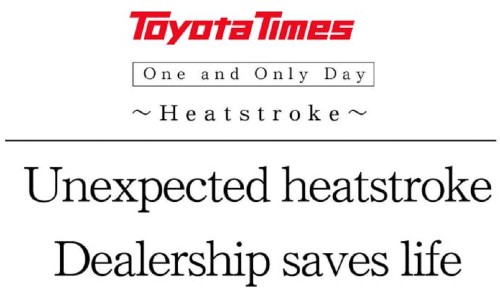 ToyotaTimes
One and Only Day
～Heatstroke～
Unexpected heatstroke
Dealership saves life